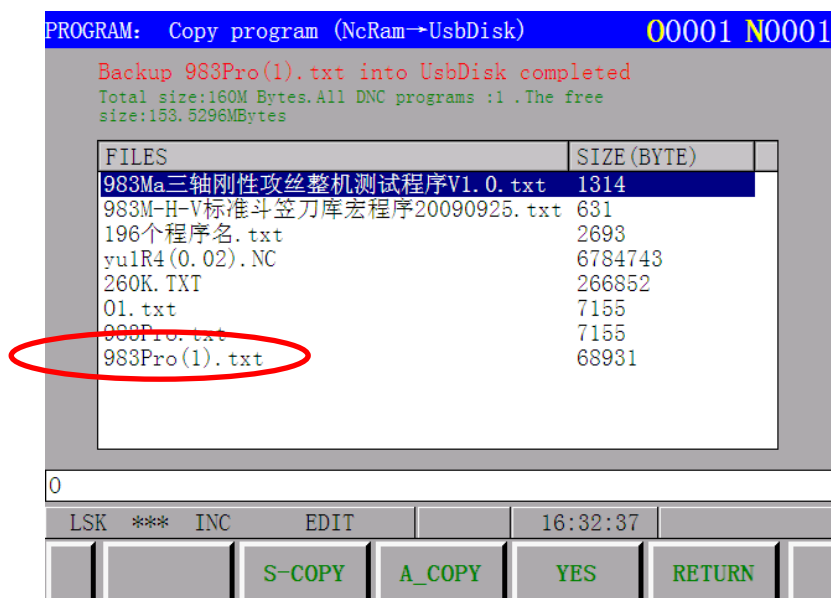 PROGRAM: Copy program (NcRam→UsbDisk) O0001 N0001
Backup 983Pro(1).txt into UsbDisk completed
Total size:160M Bytes.All DNC programs :1 .The free
size:153.5296MBytes
FILES SIZE(BYTE)
983Ma三轴刚性攻丝整机测试程序V1.0.txt 1314
983M-H-V标准斗笠刀库宏程序20090925.txt 631
196个程序名.txt 2693
yu1R4(0.02).NC 6784743
260K.TXT 266852
O1.txt 7155
983Pro.txt 7155
983Pro(1).txt 68931
O
LSK *** INC EDIT 16:32:37
S-COPY A_COPY YES RETURN